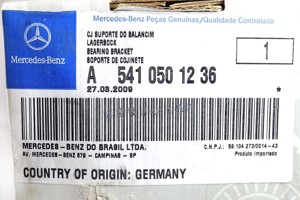 Mercedes-Benz Peças Genuínas/Qualidade Controlada
Mercedes-Benz
CJ SUPORTE DO BALANCIM
LAGERBOCK
BEARING BRACKET
SOPORTE DE COJINETE
1
A 541 050 12 36
27.03.2009
*
MERCEDES-BENZ DO BRASIL LTDA.
AV. MERCEDES-BENZ 679 - CAMPINAS - SP
C.N.P.J.: 59.104.273/0014-43
Produto Importado
COUNTRY OF ORIGIN: GERMANY